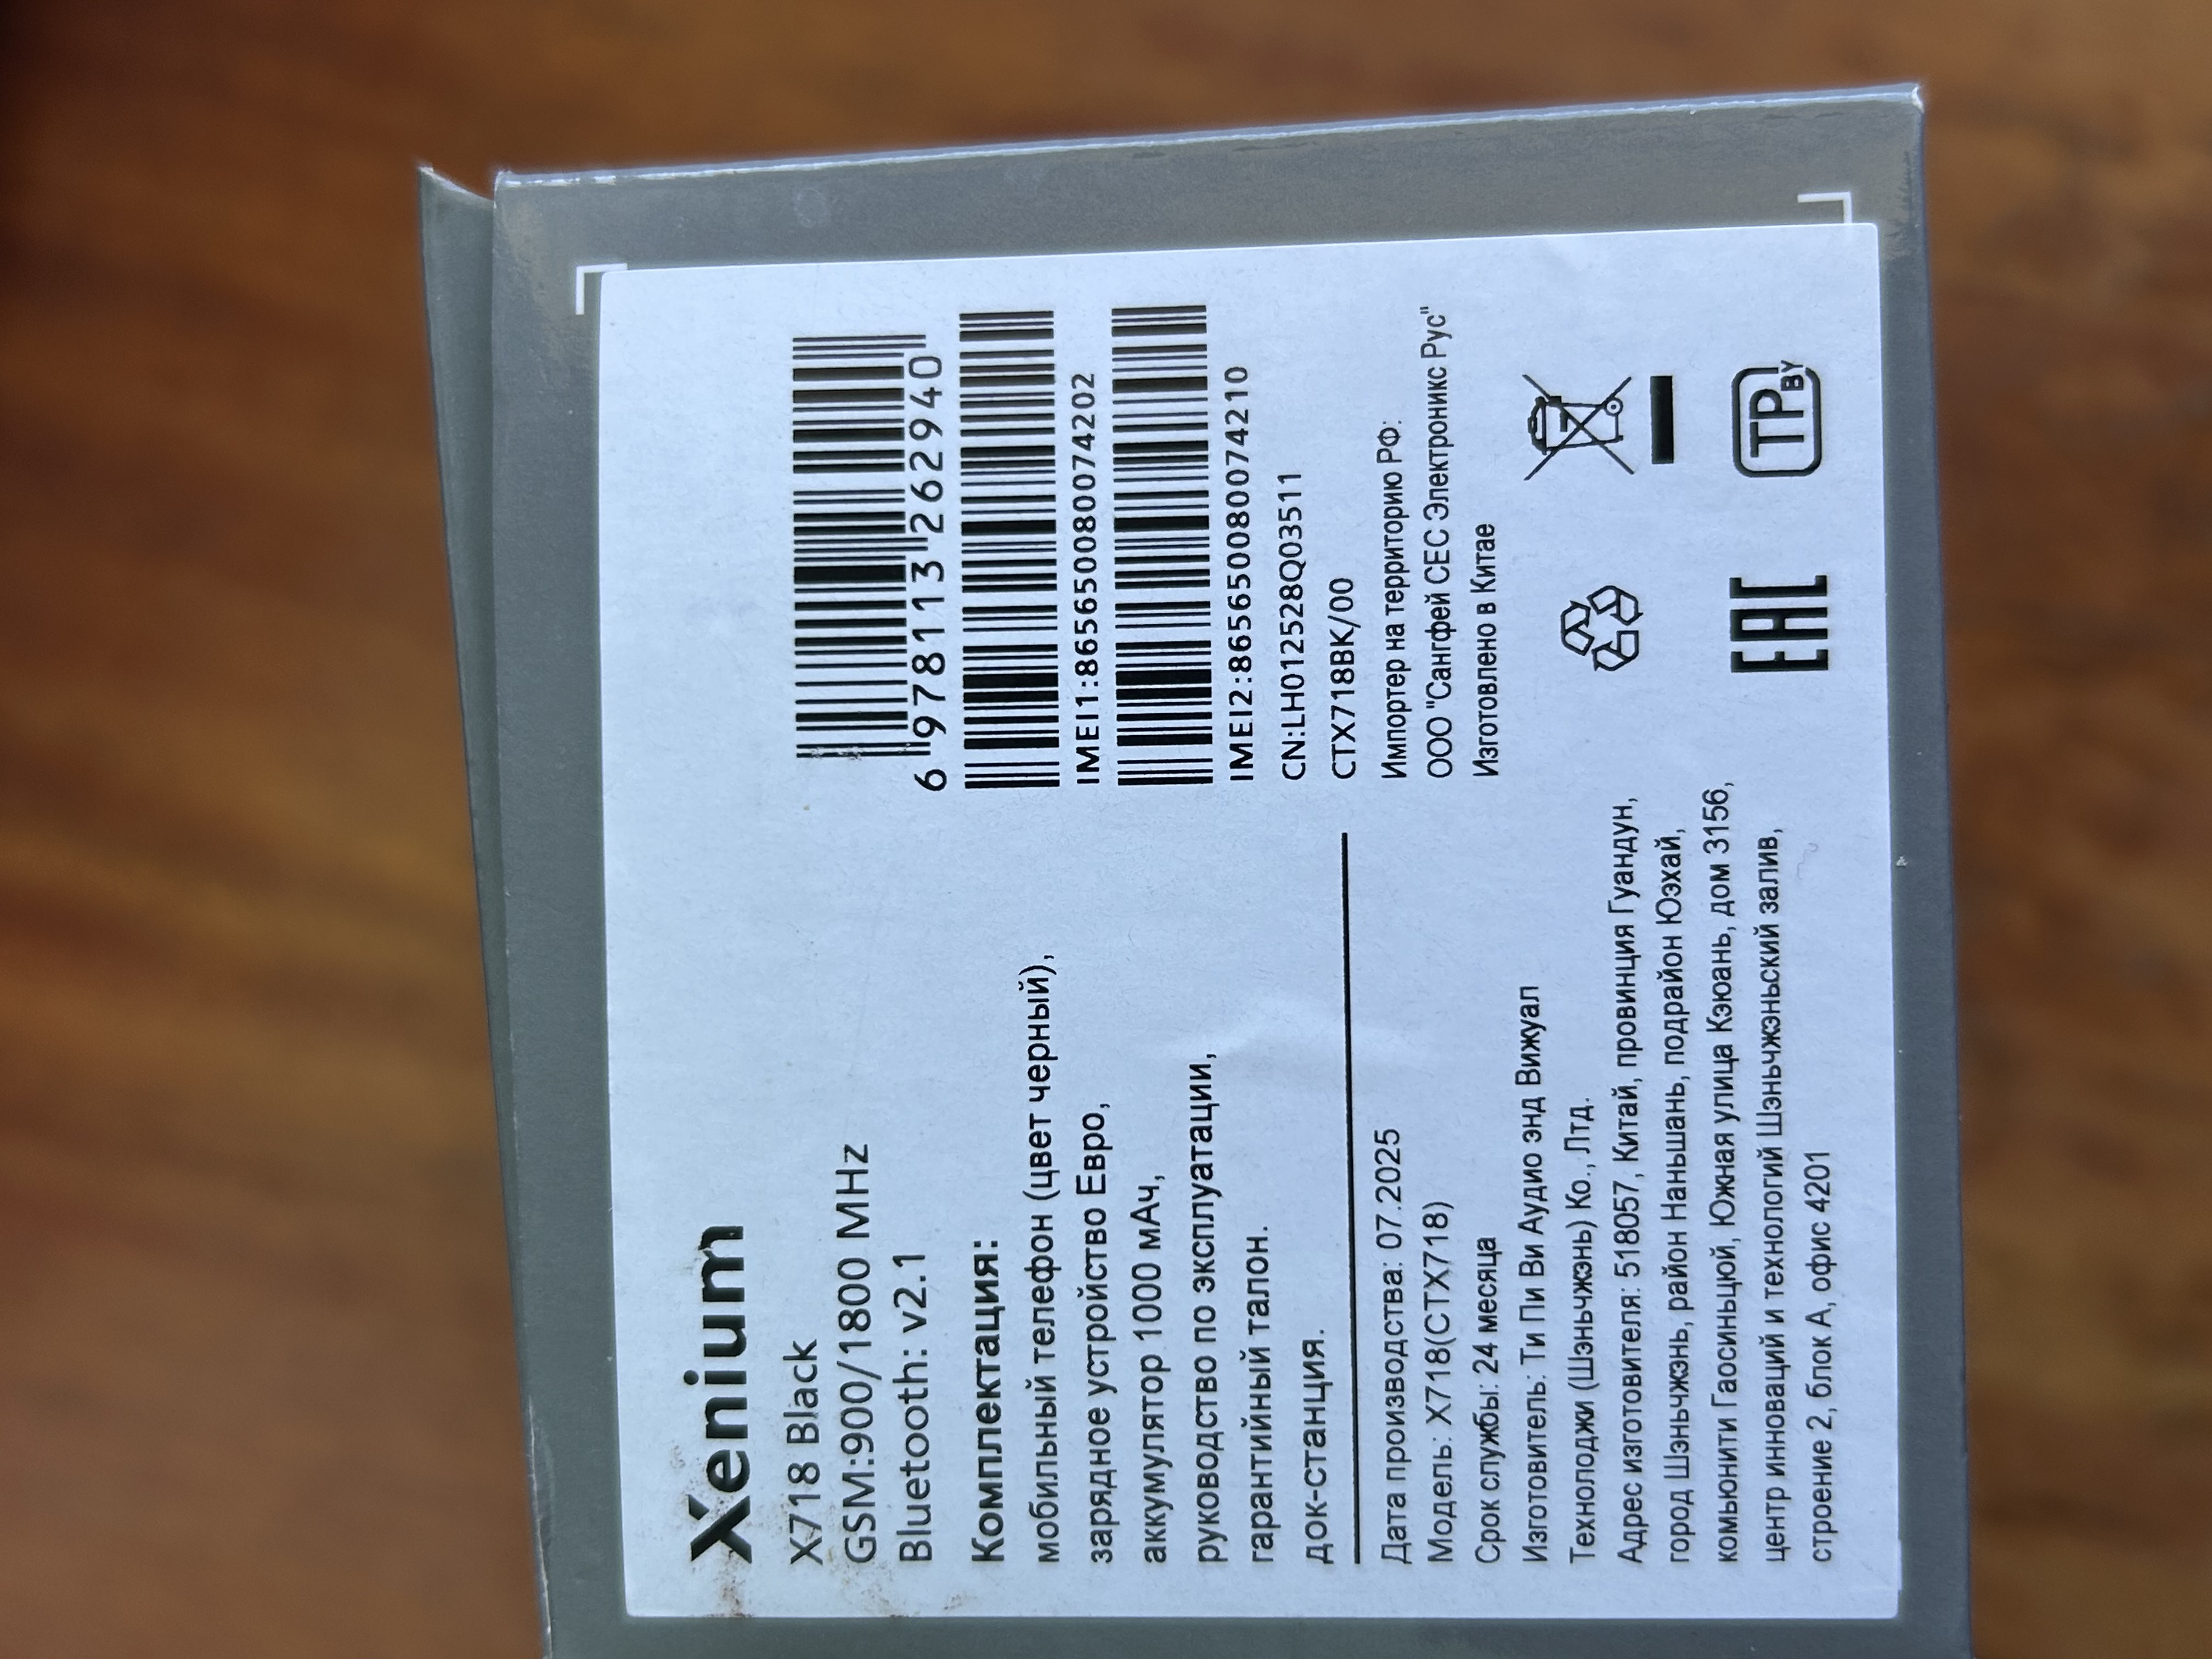 Xenium
X718 Black
GSM:900/1800 MHz
Bluetooth: v2.1
Комплектация:
мобильный телефон (цвет черный),
зарядное устройство Евро,
аккумулятор 1000 мАч,
руководство по эксплуатации,
гарантийный талон.
док-станция.
6 978113 262940
IMEI1:865650080074202
IMEI2:865650080074210
CN:LH012528Q03511
CTX718BK/00
Импортер на территорию РФ:
ООО "Сангфей СЕС Электроникс Рус"
Изготовлено в Китае
Дата производства: 07.2025
Модель: X718(CTX718)
Срок службы: 24 месяца
Изготовитель: Ти Пи Ви Аудио энд Вижуал
Технолоджи (Шэньчжэнь) Ко., Лтд.
Адрес изготовителя: 518057, Китай, провинция Гуандун,
город Шэньчжэнь, район Наньшань, подрайон Юэхай,
комьюнити Гаосиньцюй, Южная улица Кэюань, дом 3156,
центр инноваций и технологий Шэньчжэньский залив,
строение 2, блок А, офис 4201
EAC
TP BY